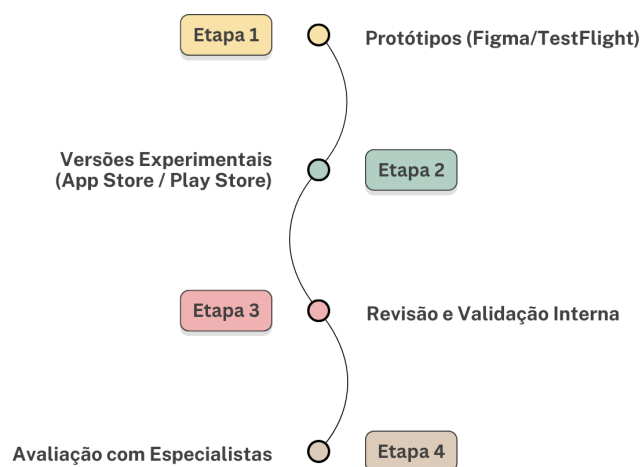 Etapa 1
Protótipos (Figma/TestFlight)
Versões Experimentais
(App Store / Play Store)
Etapa 2
Etapa 3
Revisão e Validação Interna
Avaliação com Especialistas
Etapa 4